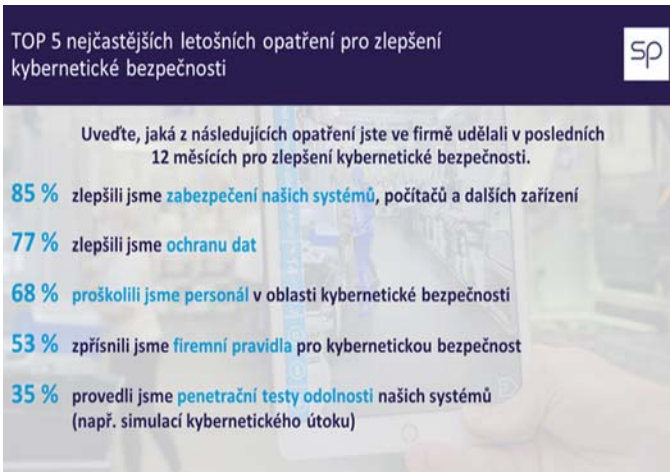 TOP 5 nejčastějších letošních opatření pro zlepšení
kybernetické bezpečnosti
sp
Uveďte, jaká z následujících opatření jste ve firmě udělali v posledních
12 měsících pro zlepšení kybernetické bezpečnosti.
85 % zlepšili jsme zabezpečení našich systémů, počítačů a dalších zařízení
77 % zlepšili jsme ochranu dat
68 % proškolili jsme personál v oblasti kybernetické bezpečnosti
53 % zpřísnili jsme firemní pravidla pro kybernetickou bezpečnost
35 % provedli jsme penetrační testy odolnosti našich systémů
(např. simulací kybernetického útoku)